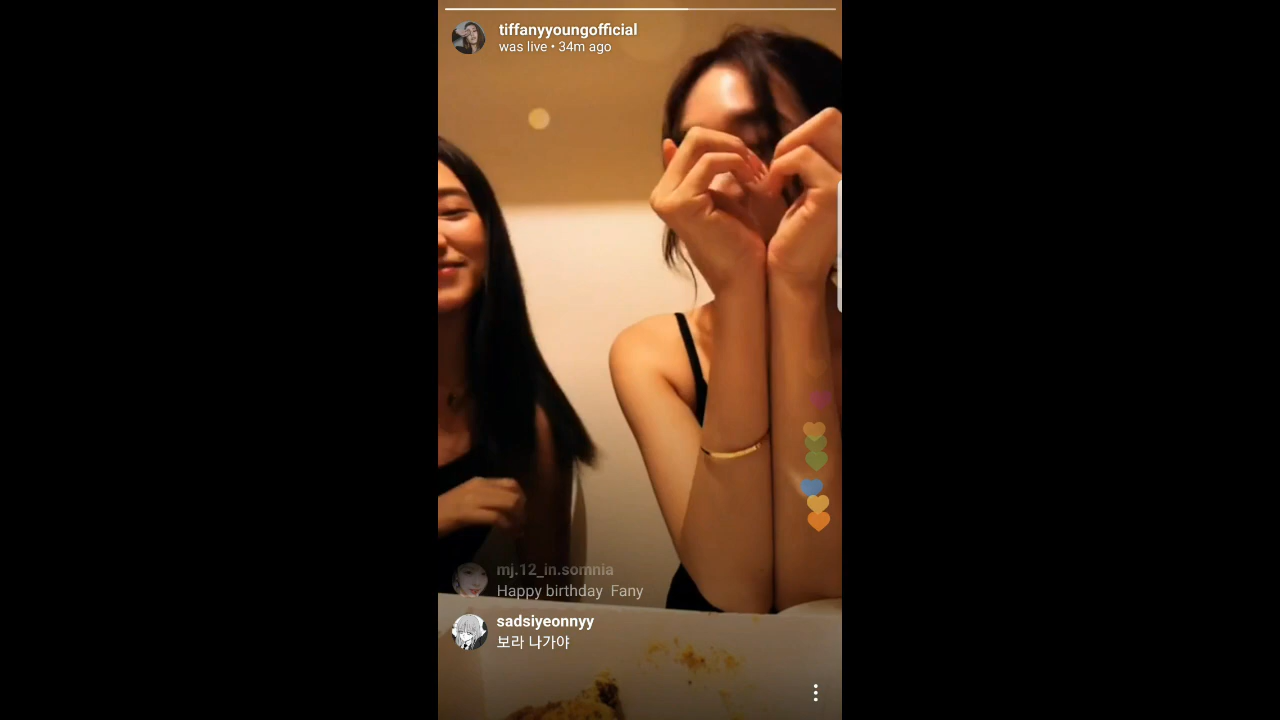 tiffanyyoungofficial
was live • 34m ago
mj.12_in.somnia
Happy birthday Fany
sadsiyeonnyy
보라 나가야